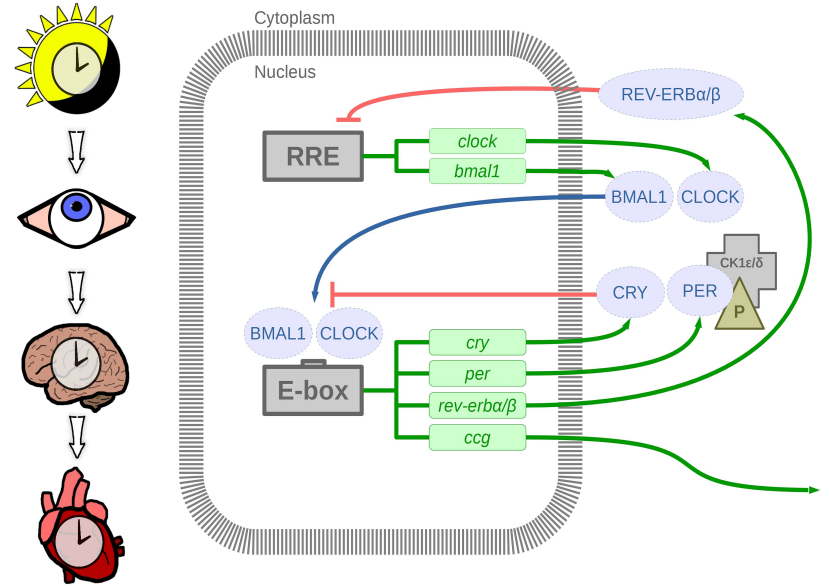 Cytoplasm
Nucleus
REV-ERBα/β
RRE
clock
bmal1
BMAL1
CLOCK
CK1ε/δ
CRY
PER
P
BMAL1
CLOCK
cry
per
E-box
rev-erbα/β
ccg